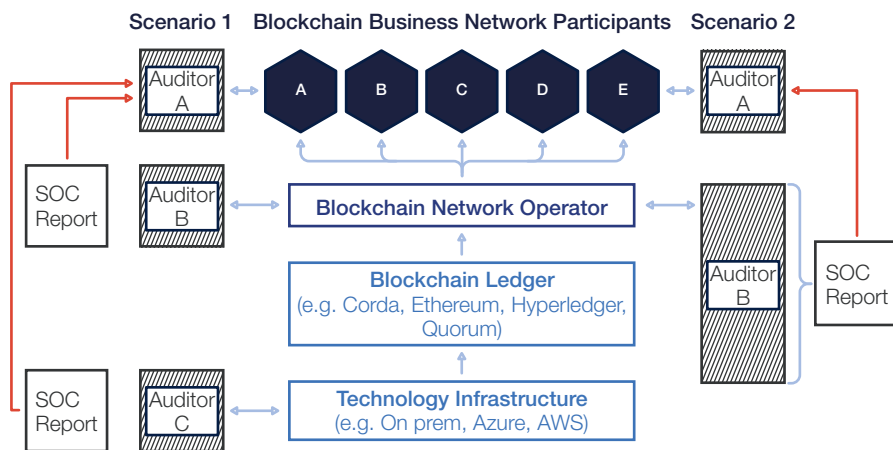 Scenario 1
Blockchain Business Network Participants
Scenario 2
Auditor
A
A
B
C
D
E
Auditor
A
SOC
Report
Auditor
B
Blockchain Network Operator
Blockchain Ledger
(e.g. Corda, Ethereum, Hyperledger,
Quorum)
Auditor
B
SOC
Report
SOC
Report
Auditor
C
Technology Infrastructure
(e.g. On prem, Azure, AWS)